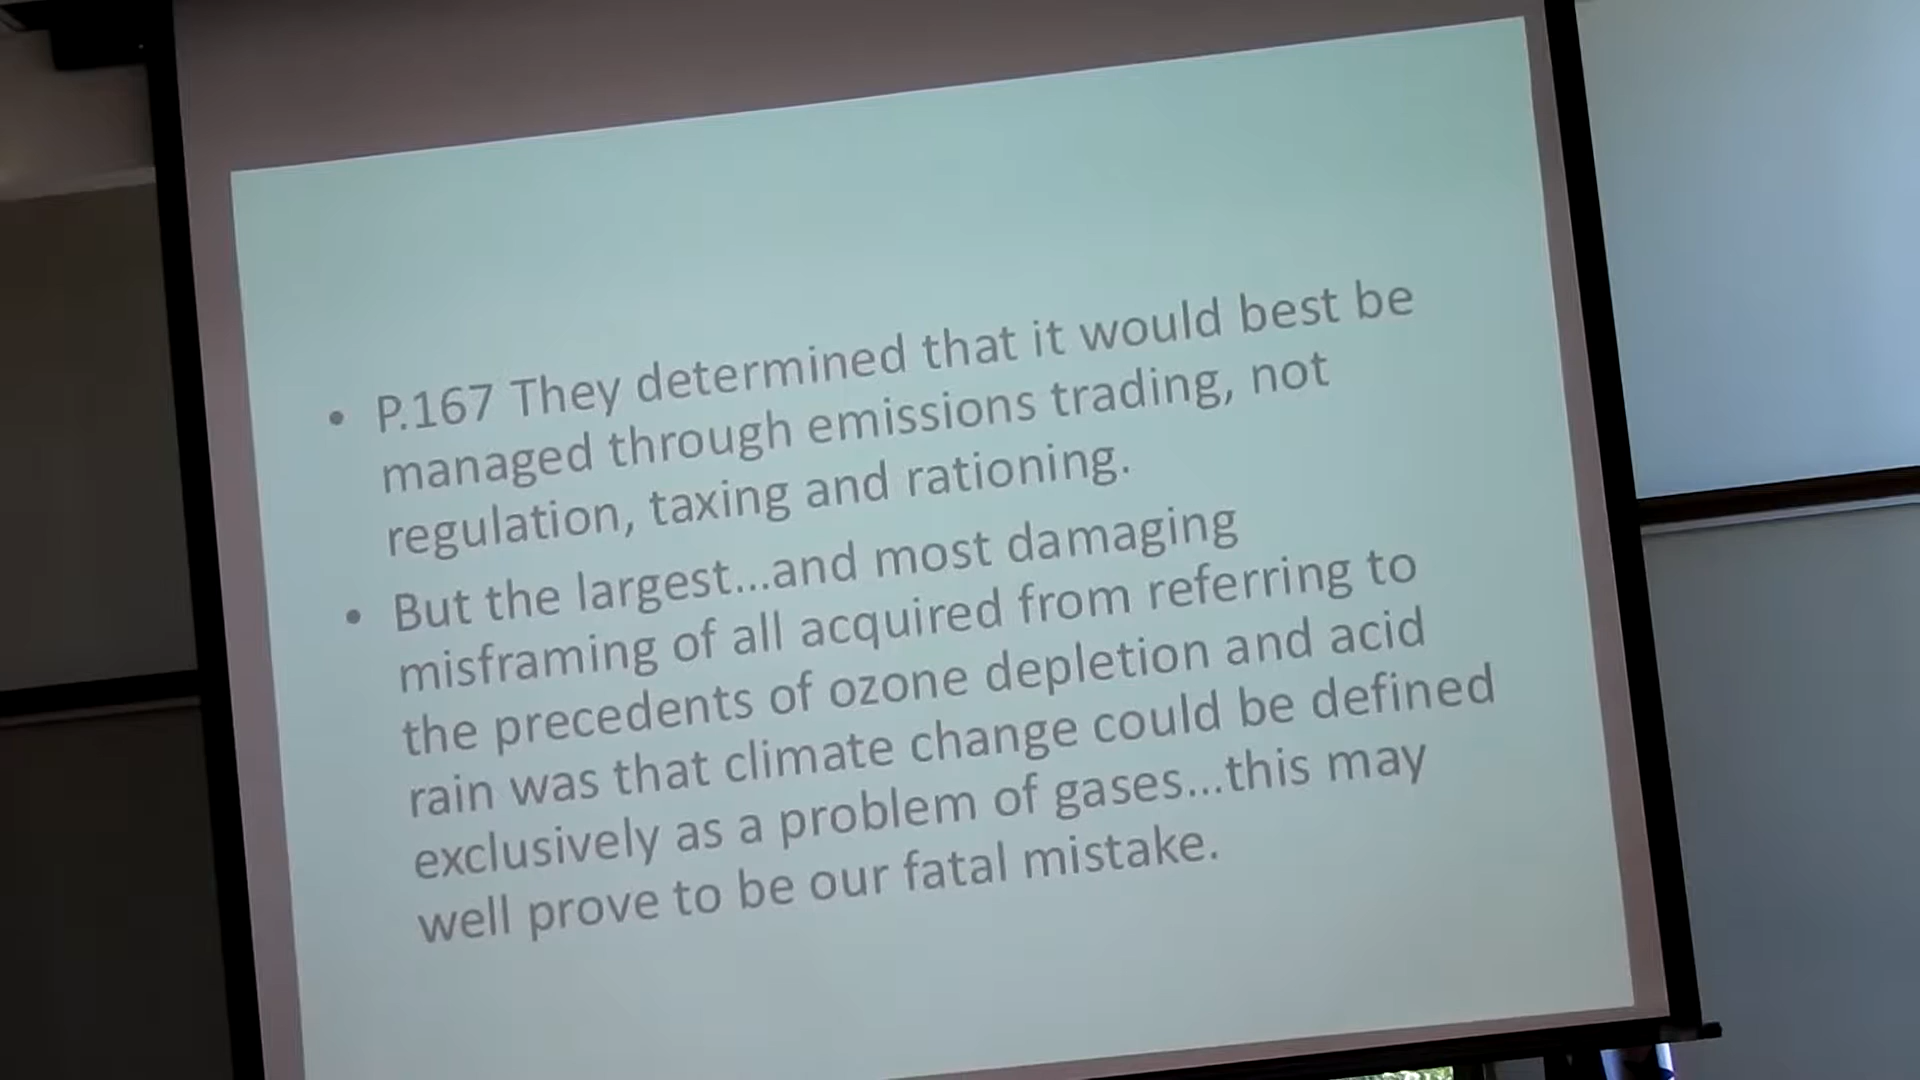 • P.167 They determined that it would best be
managed through emissions trading, not
regulation, taxing and rationing.
• But the largest...and most damaging
misframing of all acquired from referring to
the precedents of ozone depletion and acid
rain was that climate change could be defined
exclusively as a problem of gases...this may
well prove to be our fatal mistake.